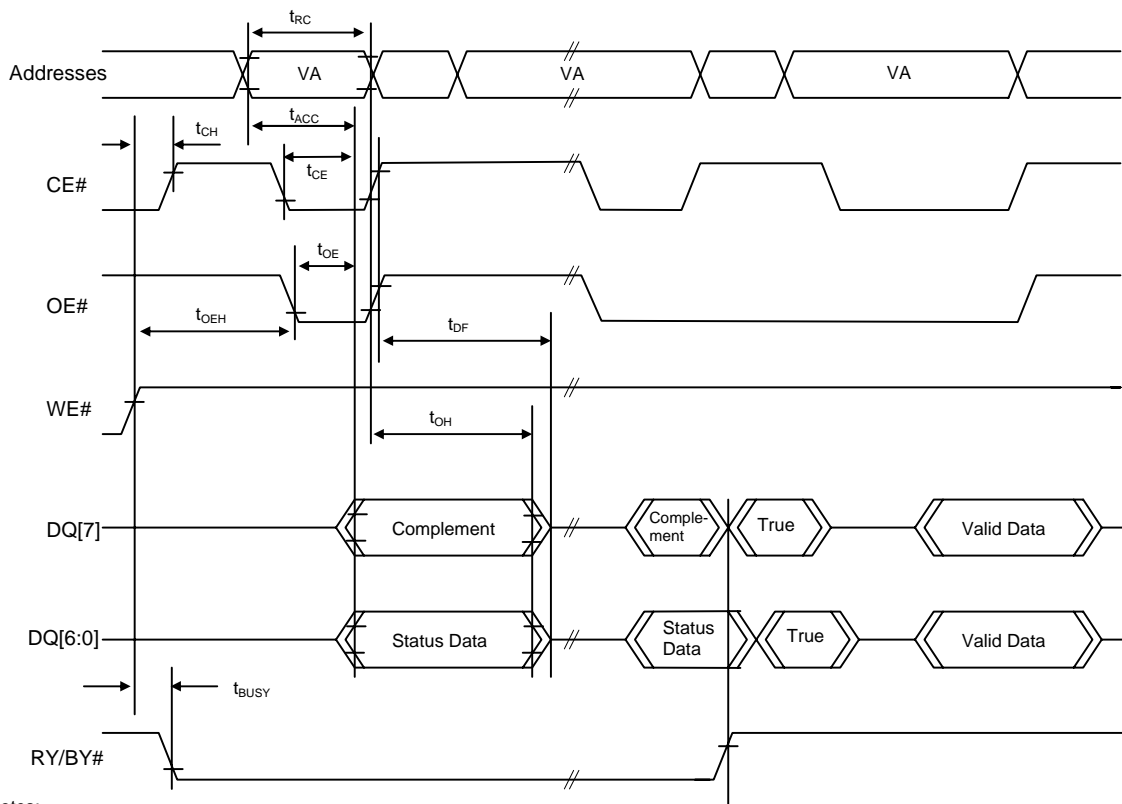 tRC
Addresses VA VA VA
tACC
tCH
tCE
CE#
tOE
OE#
tOEH
tDF
WE#
tOH
DQ[7] Complement Comple-
ment True Valid Data
DQ[6:0] Status Data Status
Data True Valid Data
tBUSY
RY/BY#